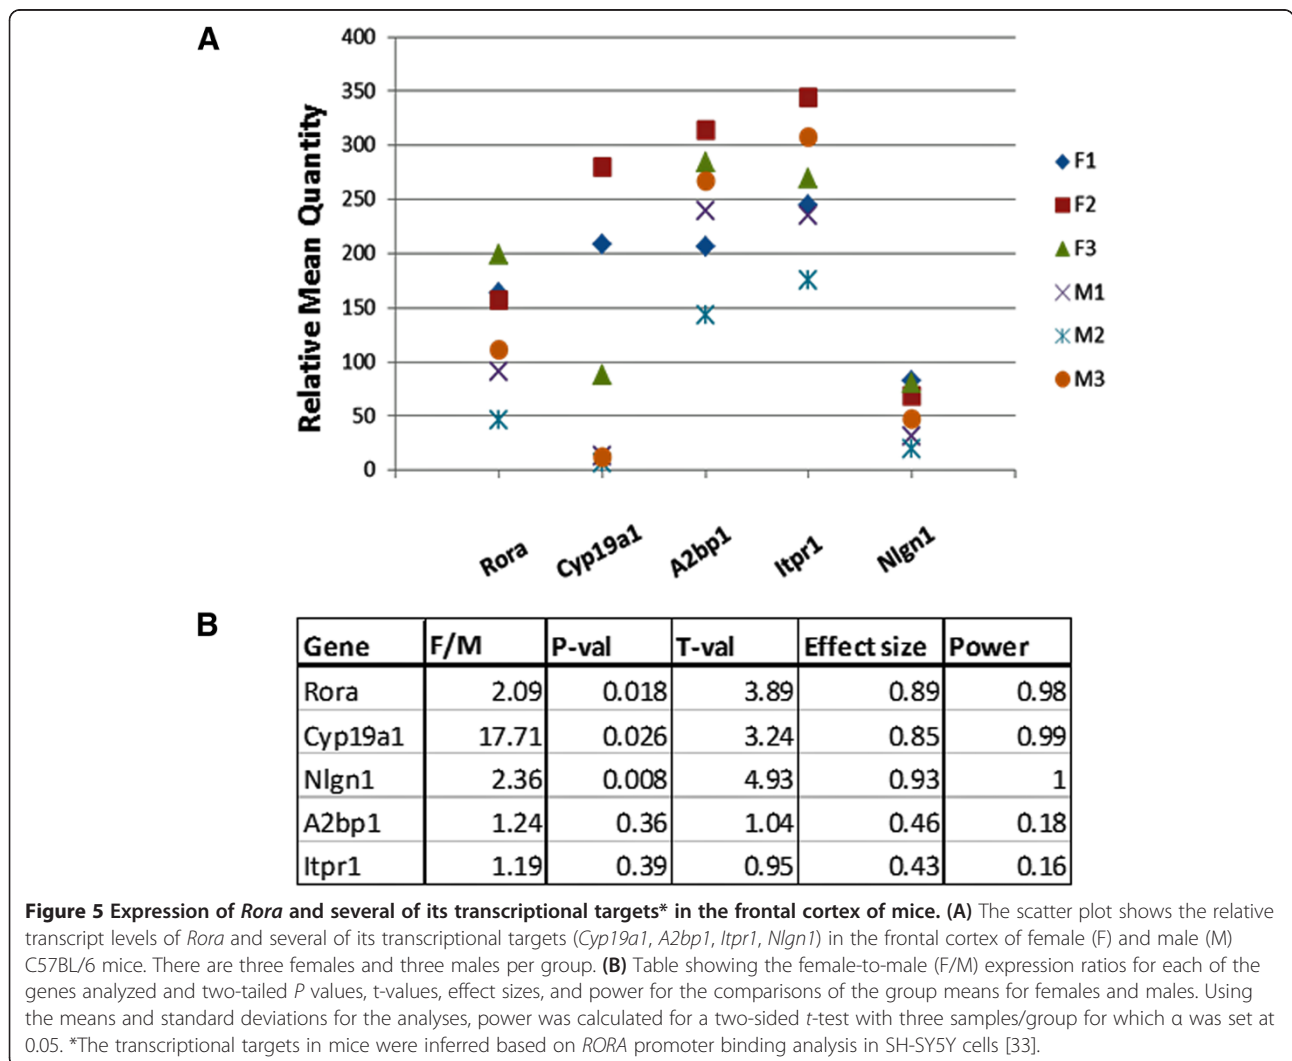 A
400
350
300
250
200
150
100
50
0
Relative Mean Quantity
Rora
Cyp19a1
A2bp1
Itpr1
Nlgn1
F1
F2
F3
M1
M2
M3
B
Gene F/M P-val T-val Effect size Power
Rora 2.09 0.018 3.89 0.89 0.98
Cyp19a1 17.71 0.026 3.24 0.85 0.99
Nlgn1 2.36 0.008 4.93 0.93 1
A2bp1 1.24 0.36 1.04 0.46 0.18
Itpr1 1.19 0.39 0.95 0.43 0.16
Figure 5 Expression of Rora and several of its transcriptional targets* in the frontal cortex of mice. (A) The scatter plot shows the relative
transcript levels of Rora and several of its transcriptional targets (Cyp19a1, A2bp1, Itpr1, Nlgn1) in the frontal cortex of female (F) and male (M)
C57BL/6 mice. There are three females and three males per group. (B) Table showing the female-to-male (F/M) expression ratios for each of the
genes analyzed and two-tailed P values, t-values, effect sizes, and power for the comparisons of the group means for females and males. Using
the means and standard deviations for the analyses, power was calculated for a two-sided t-test with three samples/group for which α was set at
0.05. *The transcriptional targets in mice were inferred based on RORA promoter binding analysis in SH-SY5Y cells [33].